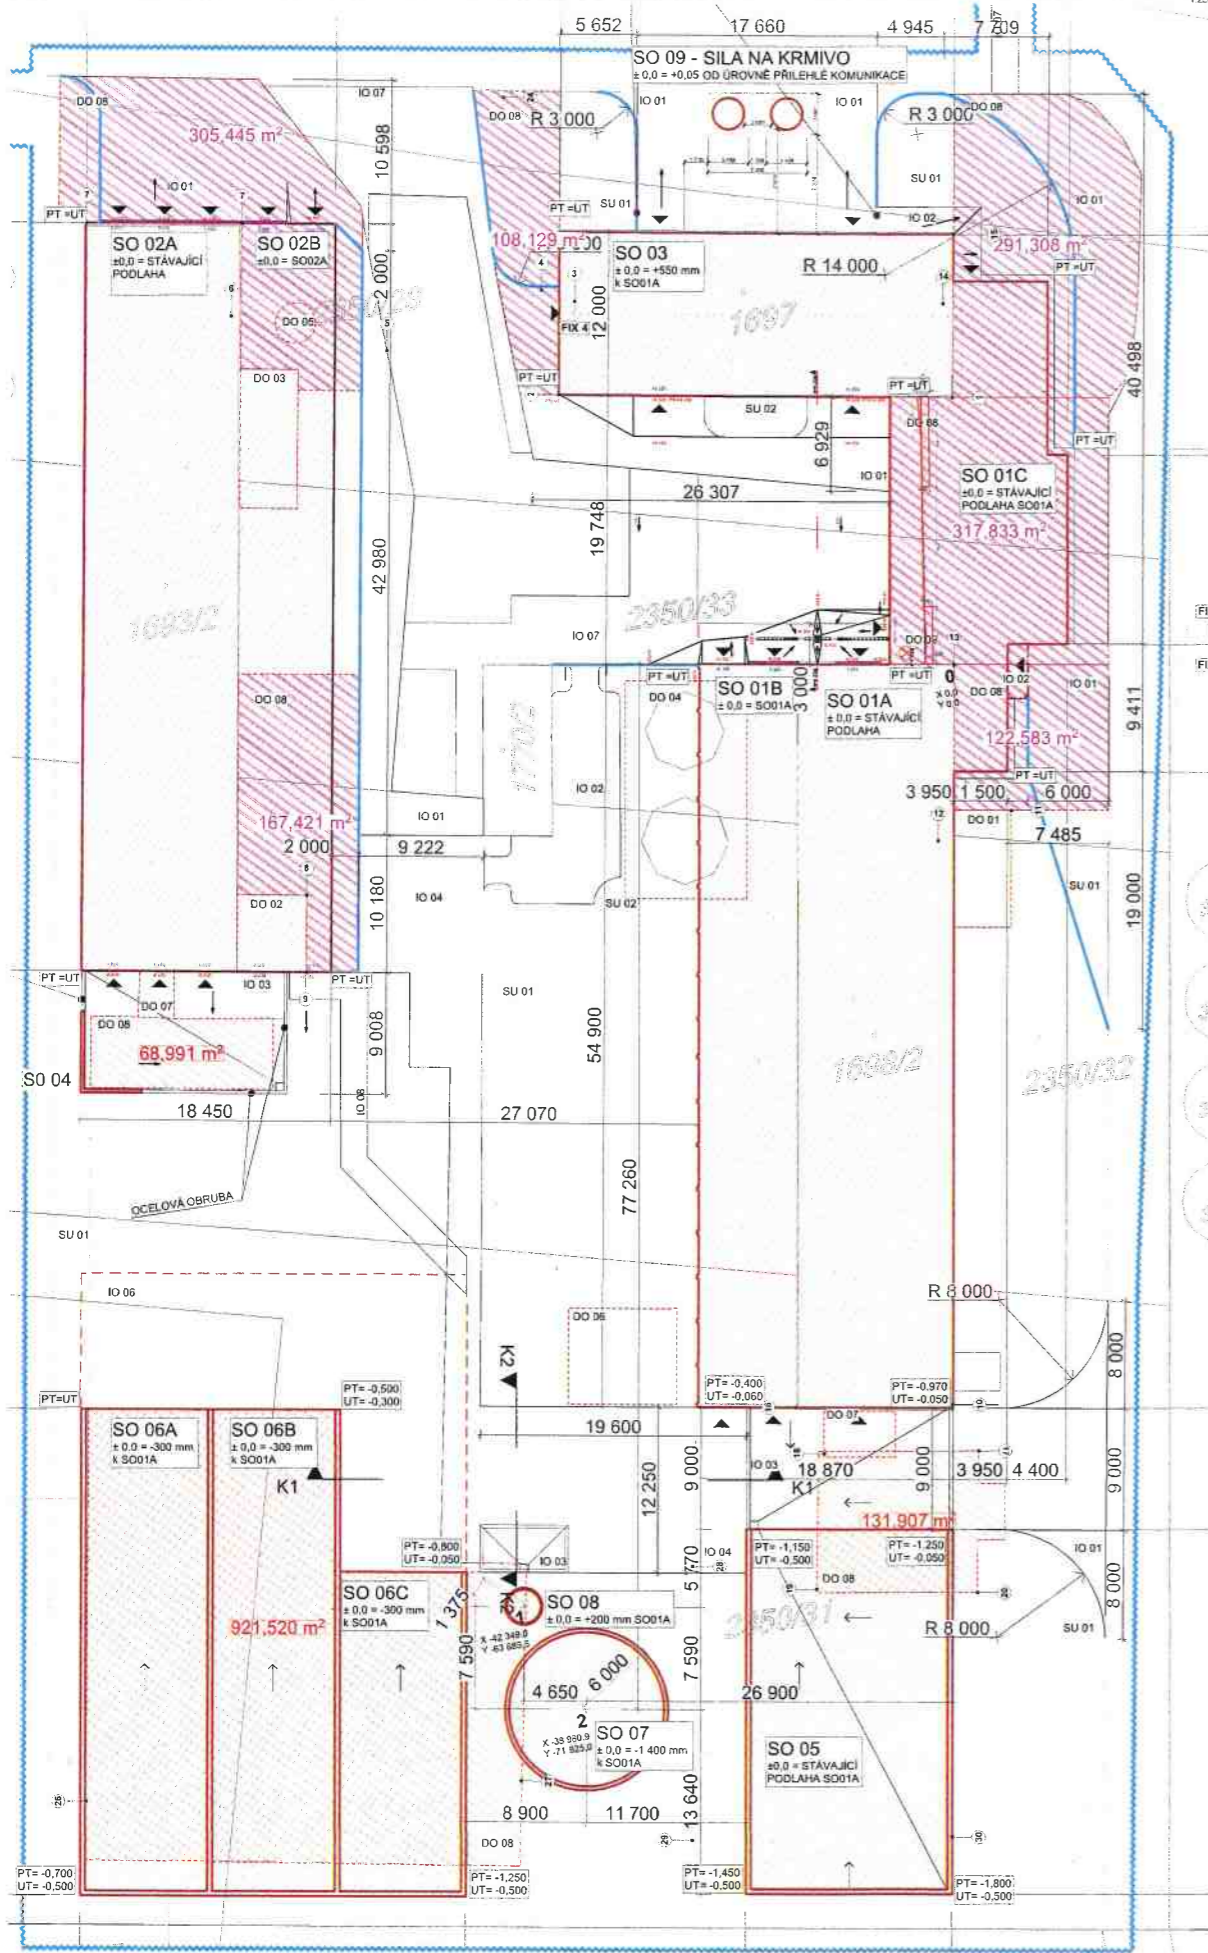 5 652
17 660
4 945
7 709
SO 09 - SILA NA KRMIVO
± 0,0 = +0,05 OD ÚROVNĚ PŘILEHLÉ KOMUNIKACE
DO 08
IO 07
305,445 m²
10 598
IO 01
PT =UT
DO 08
R 3 000
IO 01
IO 01
R 3 000
DO 08
SU 01
SU 01
IO 01
IO 02
291,308 m²
PT =UT
SO 02A
±0,0 = STÁVAJÍCÍ
PODLAHA
SO 02B
±0,0 = SO02A
2 000
PT =UT
108,129 m²
SO 03
± 0,0 = +550 mm
k SO01A
R 14 000
12 000
FIX 4
1697
DO 05
DO 03
40 498
PT =UT
PT =UT
SU 02
6 929
IO 01
PT =UT
SO 01C
±0,0 = STÁVAJÍCÍ
PODLAHA SO01A
317,833 m²
26 307
19 748
42 980
1693/2
2350/33
IO 07
PT =UT
DO 04
SO 01B
± 0,0 = SO01A
3 000
SO 01A
± 0,0 = STÁVAJÍCÍ
PODLAHA
PT =UT
0
X 0,0
Y 0,0
DO 08
IO 02
IO 01
9 411
122,583 m²
PT =UT
DO 08
167,421 m²
2 000
9 222
IO 01
IO 02
3 950
1 500
6 000
DO 01
7 485
SU 01
19 000
10 180
IO 04
SU 02
DO 02
PT =UT
IO 03
PT =UT
DO 07
DO 08
68,991 m²
9 008
SU 01
54 900
1698/2
2350/32
SO 04
18 450
27 070
77 260
OCELOVÁ OBRUBA
SU 01
IO 06
R 8 000
8 000
DO 06
K2
PT=UT
PT= -0,500
UT= -0,300
PT= -0,400
UT= -0,060
PT= -0,970
UT= -0,050
SO 06A
± 0,0 = -300 mm
k SO01A
SO 06B
± 0,0 = -300 mm
k SO01A
K1
19 600
DO 07
IO 03
9 000
18 870
9 000
3 950
4 400
9 000
K1
12 250
131,907 m
PT= -0,800
UT= -0,050
IO 03
5 770
IO 04
PT= -1,150
UT= -0,500
PT= -1,250
UT= -0,050
DO 08
IO 01
8 000
SO 06C
± 0,0 = -300 mm
k SO01A
921,520 m²
1 375
K2
1
SO 08
± 0,0 = +200 mm SO01A
2350/31
R 8 000
SU 01
7 590
4 650
6 000
7 590
26 900
2
SO 07
± 0,0 = -1 400 mm
k SO01A
SO 05
±0,0 = STÁVAJÍCÍ
PODLAHA SO01A
8 900
11 700
13 640
DO 08
PT= -0,700
UT= -0,500
PT= -1,250
UT= -0,500
PT= -1,450
UT= -0,500
PT= -1,800
UT= -0,500